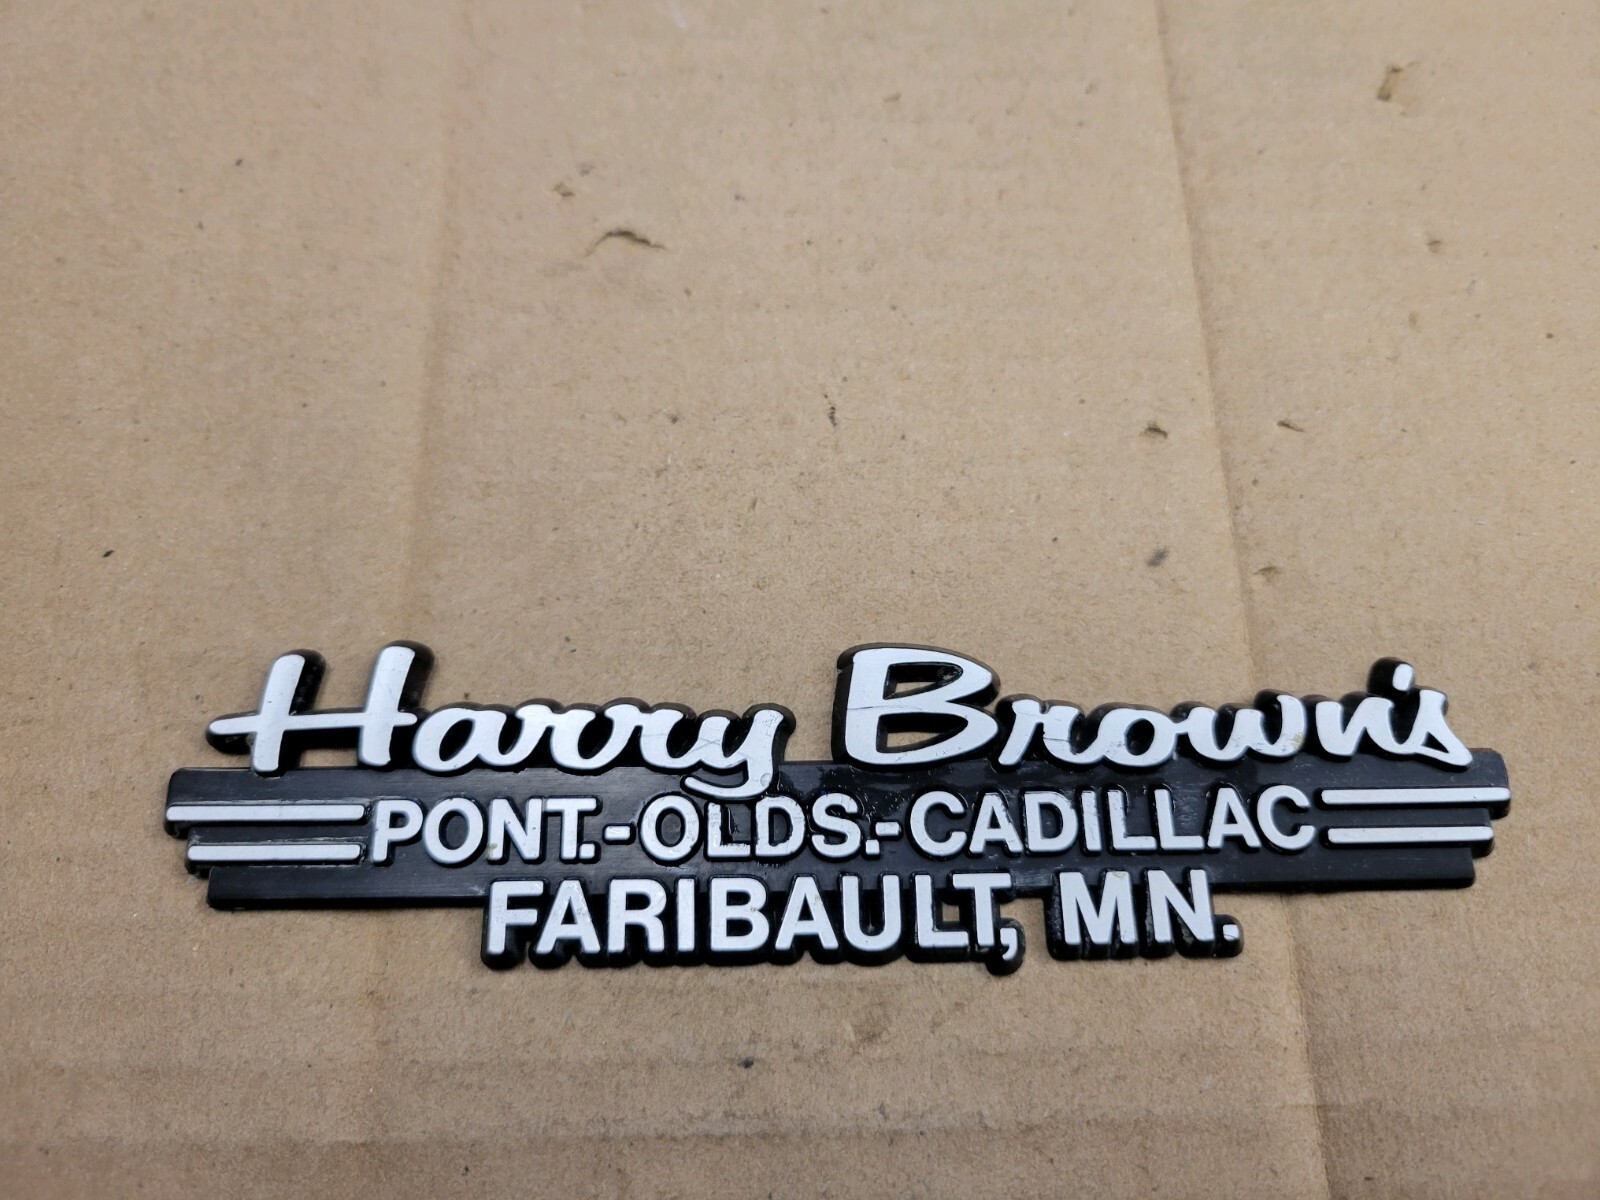 Harry Brown's
PONT.-OLDS.-CADILLAC
FARIBAULT, MN.